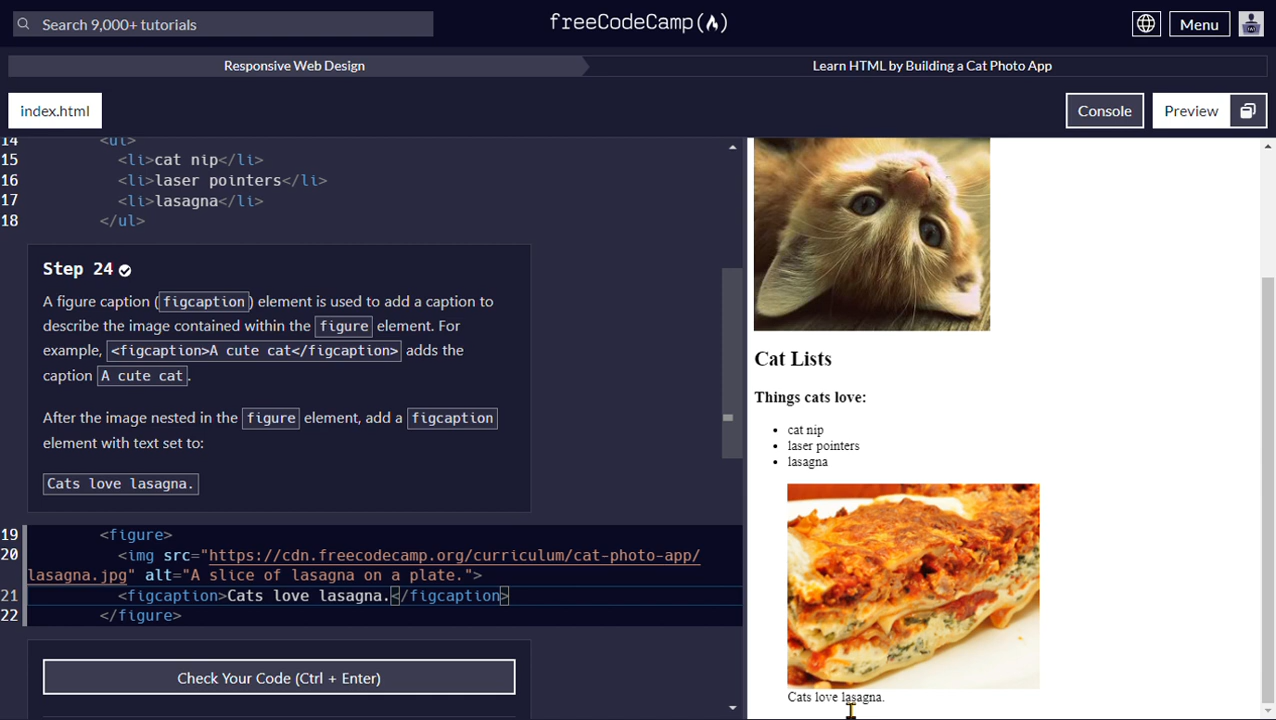 Search 9,000+ tutorials
freeCodeCamp
Menu
Responsive Web Design
Learn HTML by Building a Cat Photo App
index.html
Console
Preview
14 <ul>
15 <li>cat nip</li>
16 <li>laser pointers</li>
17 <li>lasagna</li>
18 </ul>
Step 24
A figure caption (figcaption) element is used to add a caption to
describe the image contained within the figure element. For
example, <figcaption>A cute cat</figcaption> adds the
caption A cute cat.
After the image nested in the figure element, add a figcaption
element with text set to:
Cats love lasagna.
19 <figure>
20 <img src="https://cdn.freecodecamp.org/curriculum/cat-photo-app/
lasagna.jpg" alt="A slice of lasagna on a plate.">
21 <figcaption>Cats love lasagna.</figcaption>
22 </figure>
Check Your Code (Ctrl + Enter)
Cat Lists
Things cats love:
• cat nip
• laser pointers
• lasagna
Cats love lasagna.